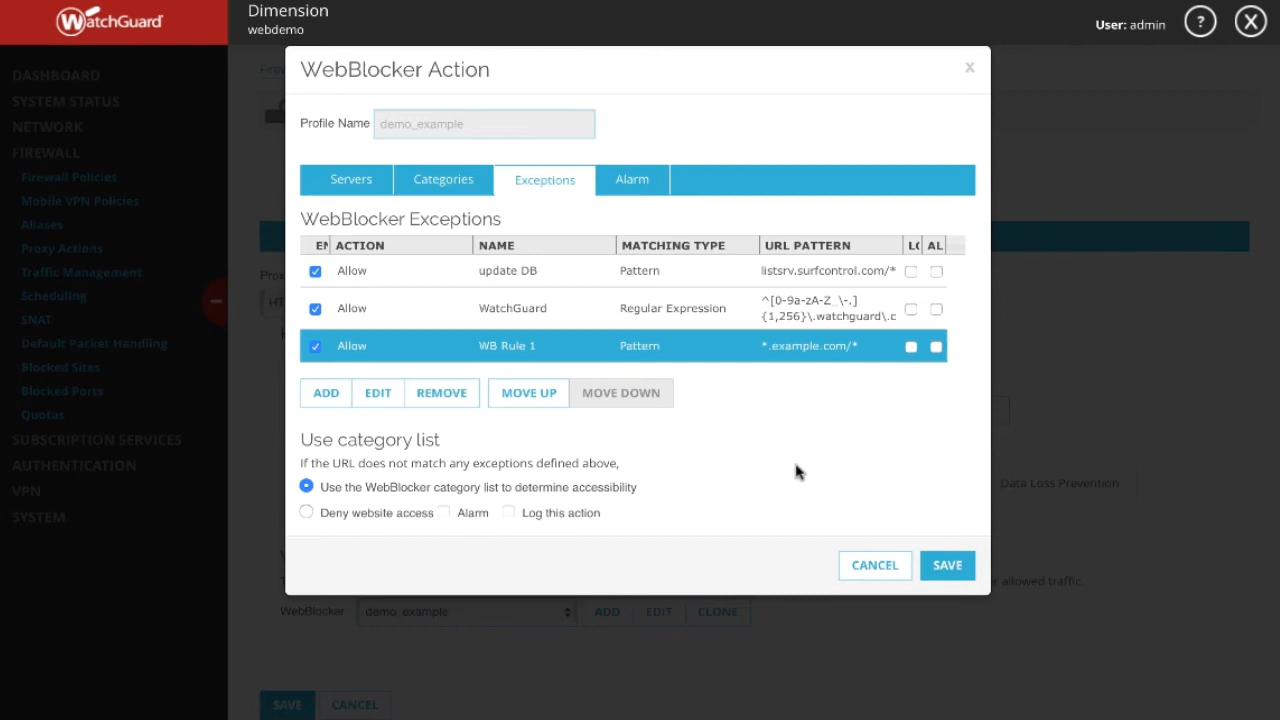 WatchGuard
Dimension
webdemo
User: admin
?
X
DASHBOARD
SYSTEM STATUS
NETWORK
FIREWALL
Firewall Policies
Mobile VPN Policies
Aliases
Proxy Actions
Traffic Management
Scheduling
SNAT
Default Packet Handling
Blocked Sites
Blocked Ports
Quotas
SUBSCRIPTION SERVICES
AUTHENTICATION
VPN
SYSTEM
WebBlocker Action
x
Profile Name demo_example
Servers Categories Exceptions Alarm
WebBlocker Exceptions
EN ACTION NAME MATCHING TYPE URL PATTERN LO AL
Allow update DB Pattern listsrv.surfcontrol.com/*
Allow WatchGuard Regular Expression ^[0-9a-zA-Z_\-.]
{1,256}\.watchguard\.c
Allow WB Rule 1 Pattern *.example.com/*
ADD EDIT REMOVE MOVE UP MOVE DOWN
Use category list
If the URL does not match any exceptions defined above,
Use the WebBlocker category list to determine accessibility
Deny website access Alarm Log this action
CANCEL SAVE
Data Loss Prevention
r allowed traffic.
WebBlocker demo_example ADD EDIT CLONE
SAVE CANCEL